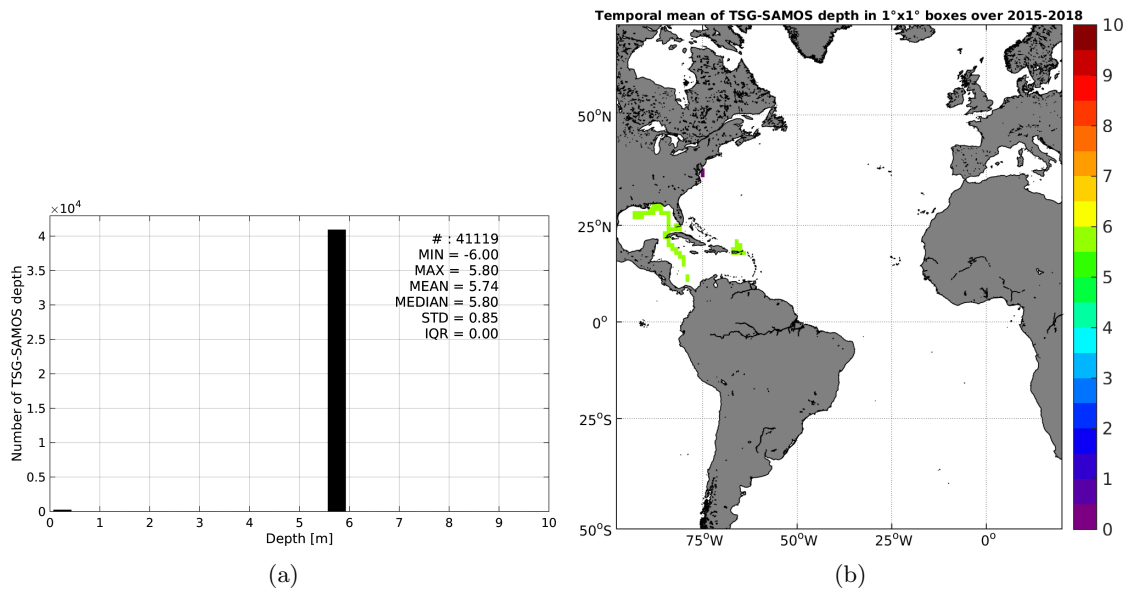 ×10⁴
Number of TSG-SAMOS depth
4
3.5
3
2.5
2
1.5
1
0.5
0
# : 41119
MIN = -6.00
MAX = 5.80
MEAN = 5.74
MEDIAN = 5.80
STD = 0.85
IQR = 0.00
0 1 2 3 4 5 6 7 8 9 10
Depth [m]
(a)
Temporal mean of TSG-SAMOS depth in 1°x1° boxes over 2015-2018
50°N
25°N
0°
25°S
50°S
75°W 50°W 25°W 0°
10
9
8
7
6
5
4
3
2
1
0
(b)